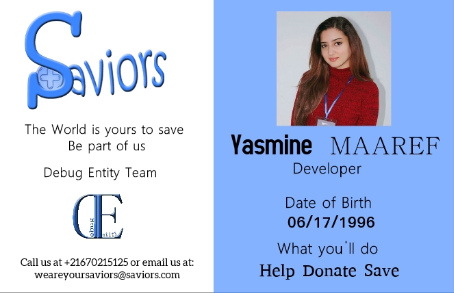 Saviors
The World is yours to save
Be part of us
Debug Entity Team
DE
Call us at +21670215125 or email us at:
weareyoursaviors@saviors.com
Yasmine MAAREF
Developer
Date of Birth
06/17/1996
What you'll do
Help Donate Save